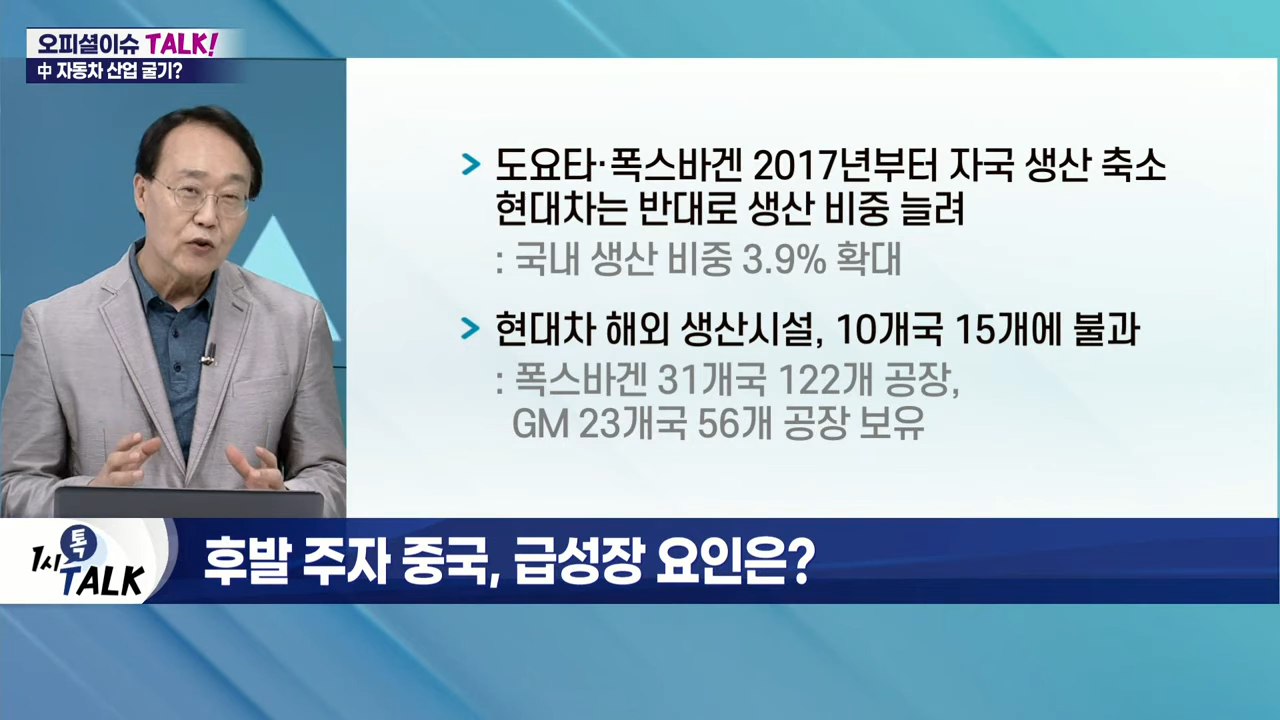 오피셜이슈 TALK!
中 자동차 산업 굴기?
> 도요타·폭스바겐 2017년부터 자국 생산 축소
현대차는 반대로 생산 비중 늘려
: 국내 생산 비중 3.9% 확대
> 현대차 해외 생산시설, 10개국 15개에 불과
: 폭스바겐 31개국 122개 공장,
GM 23개국 56개 공장 보유
1시 톡 TALK
후발 주자 중국, 급성장 요인은?